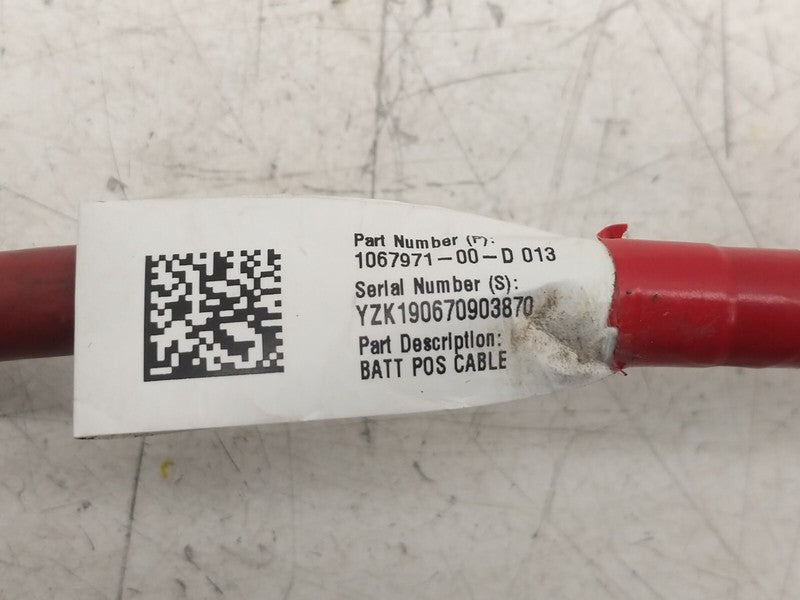 Part Number (P):
1067971-00-D 013
Serial Number (S):
YZK190670903870
Part Description:
BATT POS CABLE